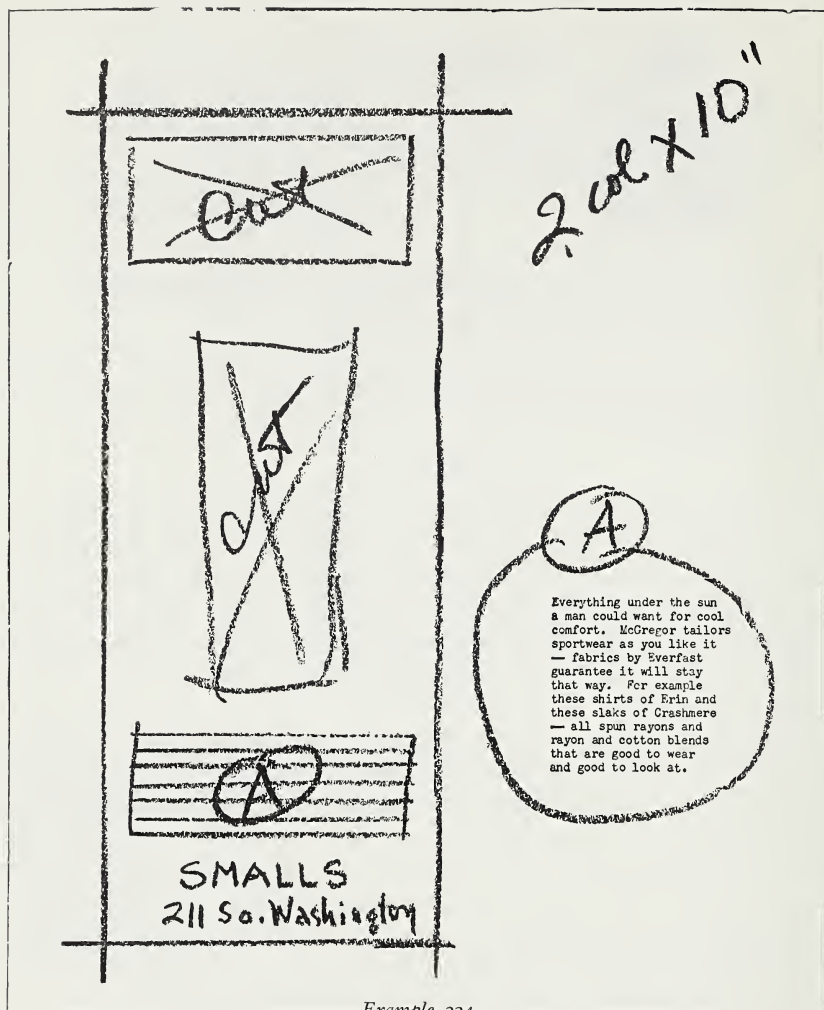 2 col X 10"
Cut
Cut
A
Everything under the sun
a man could want for cool
comfort. McGregor tailors
sportwear as you like it
— fabrics by Everfast
guarantee it will stay
that way. For example
these shirts of Erin and
these slaks of Crashmere
— all spun rayons and
rayon and cotton blends
that are good to wear
and good to look at.
A
SMALLS
211 So. Washington